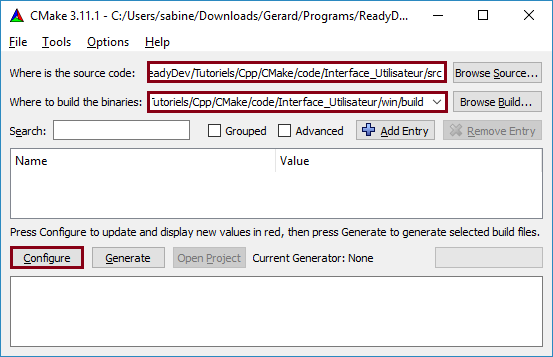 CMake 3.11.1 - C:/Users/sabine/Downloads/Gerard/Programs/ReadyD...
File Tools Options Help
Where is the source code: ReadyDev/Tutoriels/Cpp/CMake/code/Interface_Utilisateur/src Browse Source...
Where to build the binaries: Tutoriels/Cpp/CMake/code/Interface_Utilisateur/win/build Browse Build...
Search: Grouped Advanced Add Entry Remove Entry
Name Value
Press Configure to update and display new values in red, then press Generate to generate selected build files.
Configure Generate Open Project Current Generator: None